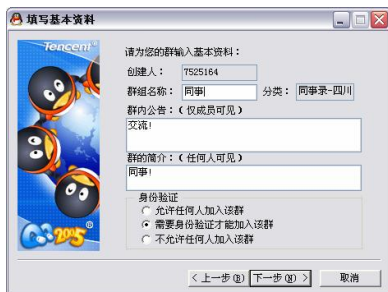 填写基本资料
Tencent
请为您的群输入基本资料：
创建人： 7525164
群组名称： 同事 分类： 同事录-四川
群内公告：（仅成员可见）
交流！
群的简介：（任何人可见）
同事！
身份验证
允许任何人加入该群
需要身份验证才能加入该群
不允许任何人加入该群
QQ 2005
< 上一步(B) 下一步(N) > 取消